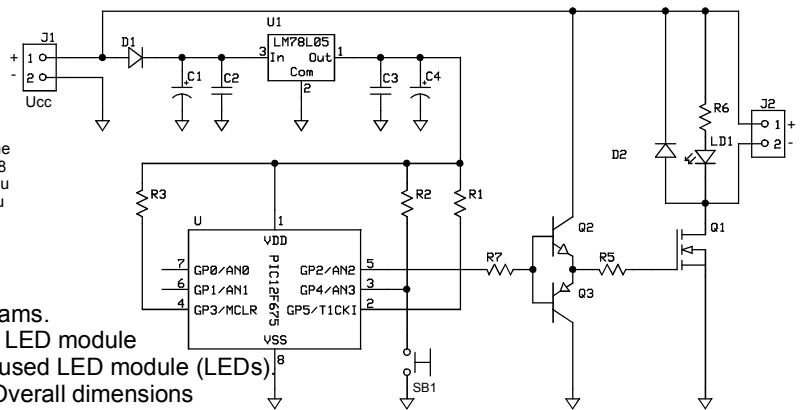 U1
J1
LM78L05
+ 1
D1
3 In Out 1
- 2
C1 C2
Com
C3 C4
2
Ucc
R6
J2
1 +
2 -
D2
LD1
8
R3
R2
R1
U
1
VDD
Q2
Q1
7 GP0/AN0
GP2/AN2 5
R7
R5
6 GP1/AN1
PIC12F675
GP4/AN3 3
4 GP3/MCLR
GP5/T1CKI 2
Q3
VSS
8
ams.
LED module
used LED module (LEDs).
Overall dimensions
SB1